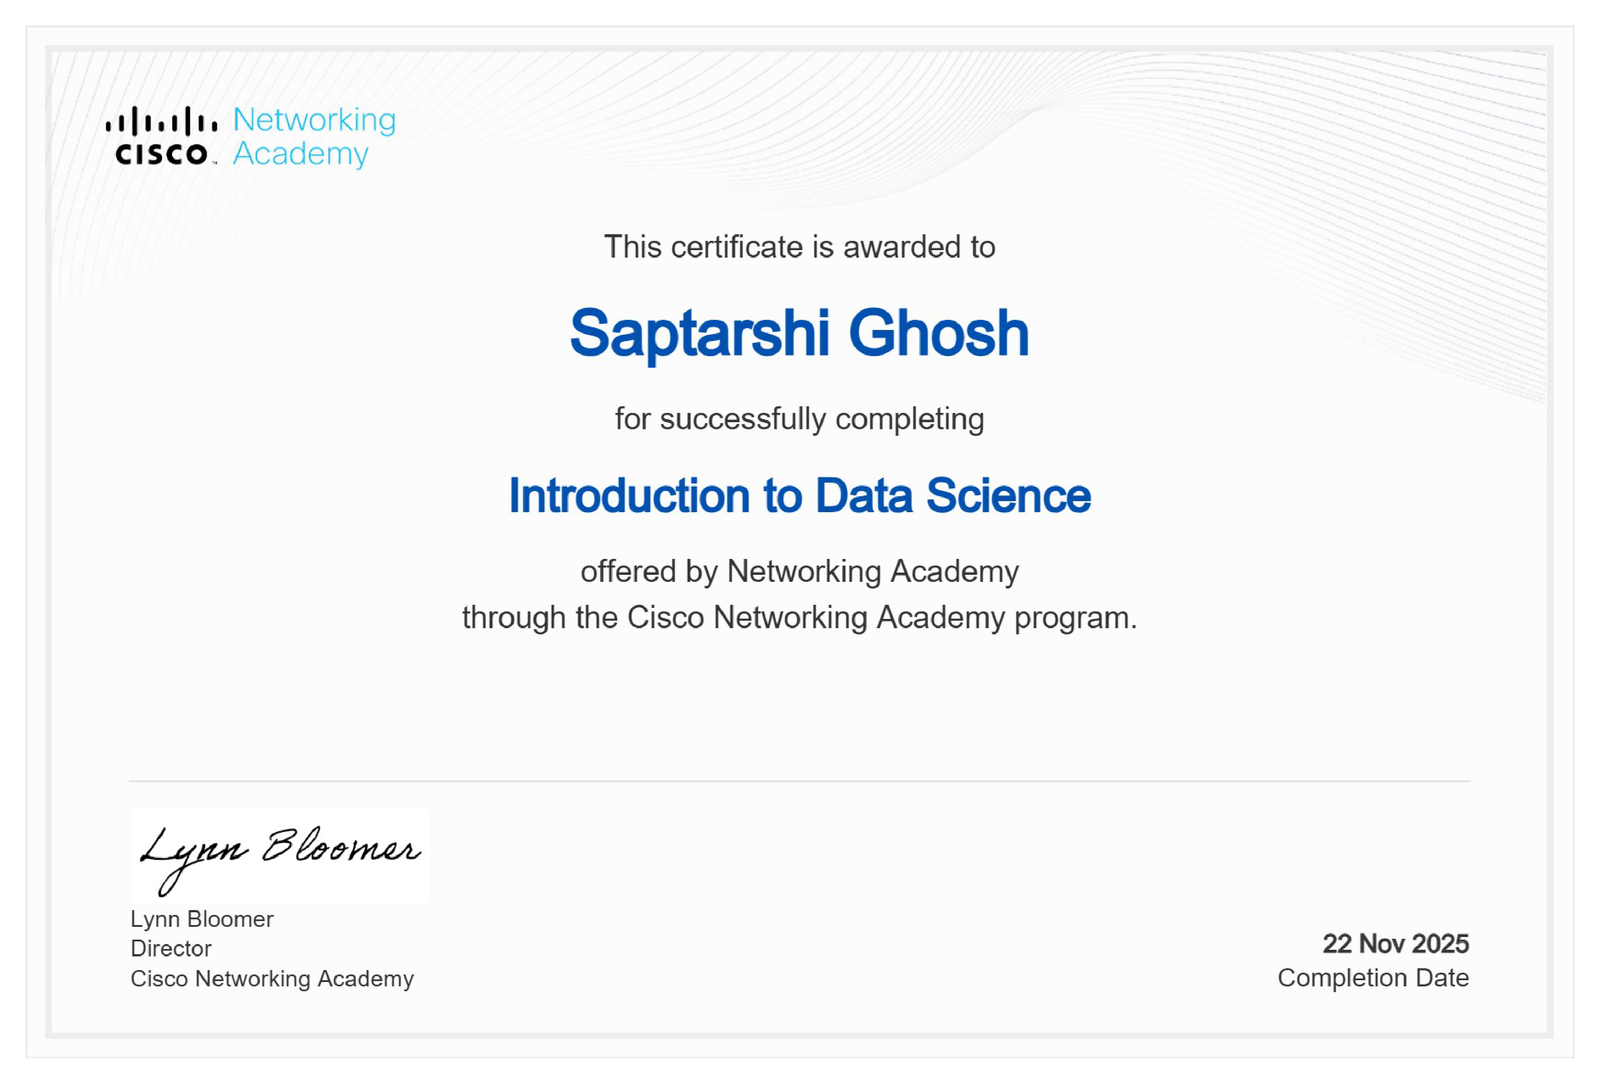 Networking
CISCO™ Academy
This certificate is awarded to
Saptarshi Ghosh
for successfully completing
Introduction to Data Science
offered by Networking Academy
through the Cisco Networking Academy program.
Lynn Bloomer
Lynn Bloomer
Director
Cisco Networking Academy
22 Nov 2025
Completion Date